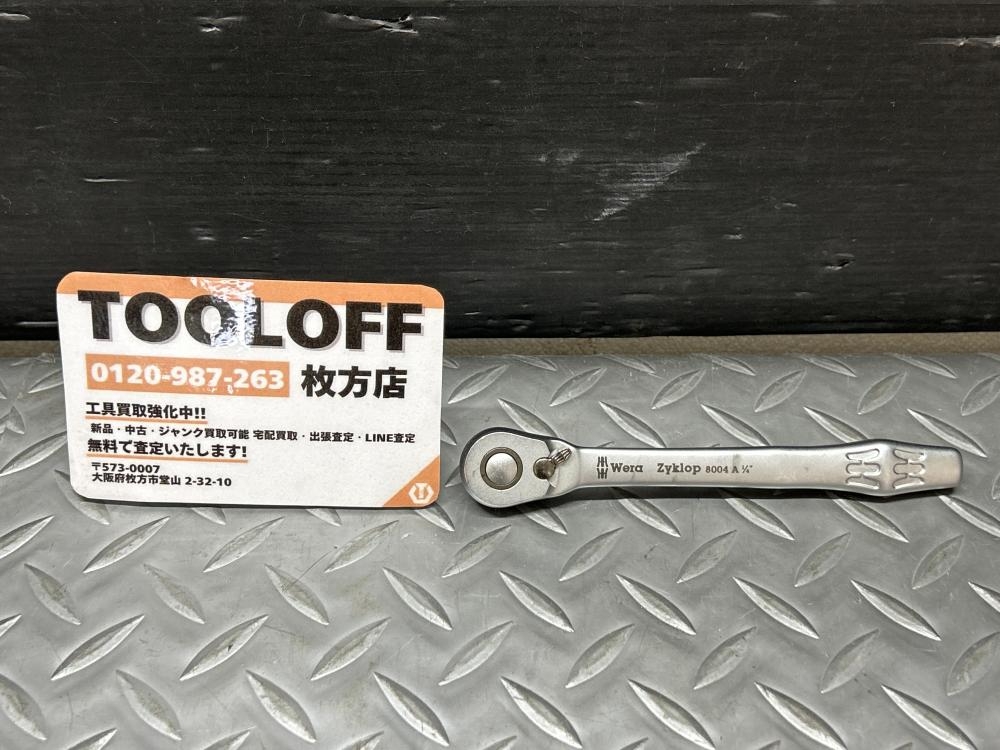 TOOLOFF
0120-987-263 枚方店
工具買取強化中!!
新品・中古・ジャンク買取可能 宅配買取・出張査定・LINE査定
無料で査定いたします!
〒573-0007
大阪府枚方市堂山 2-32-10
Wera Zyklop 8004 A ¼"